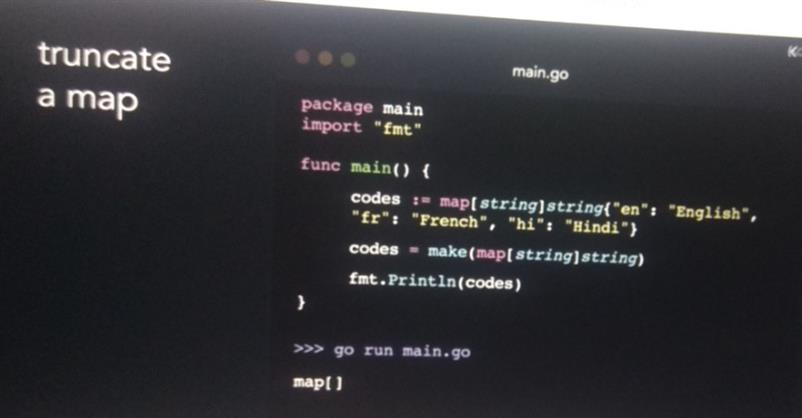 truncate
a map
main.go
package main
import "fmt"
func main() {
codes := map[string]string{"en": "English",
"fr": "French", "hi": "Hindi"}
codes = make(map[string]string)
fmt.Println(codes)
}
>>> go run main.go
map[]